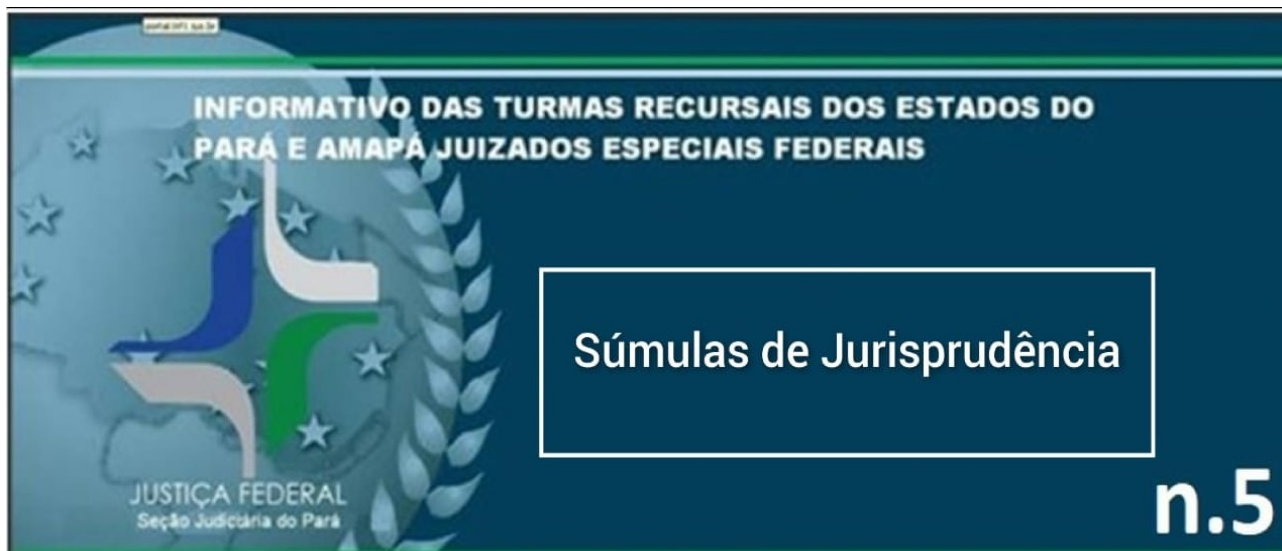 INFORMATIVO DAS TURMAS RECURSAIS DOS ESTADOS DO
PARÁ E AMAPÁ JUIZADOS ESPECIAIS FEDERAIS
Súmulas de Jurisprudência
JUSTIÇA FEDERAL
Seção Judiciária do Pará
n.5